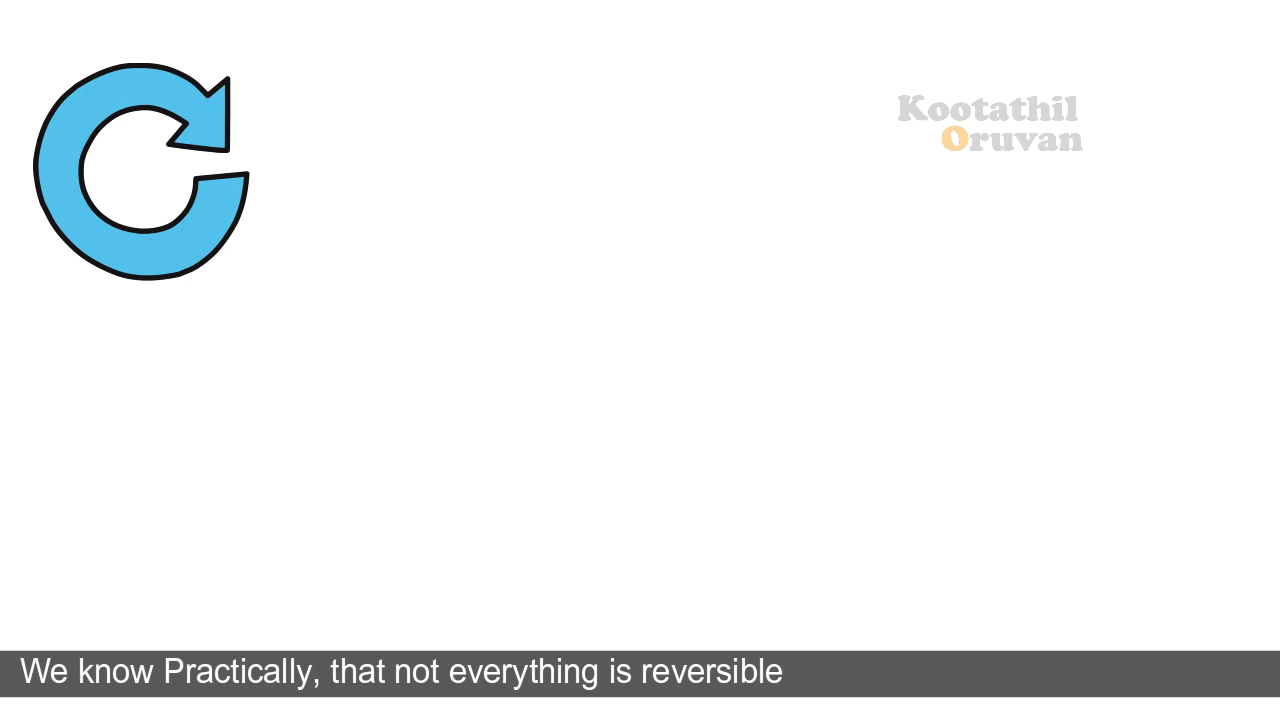 Kootathil
Oruvan
We know Practically, that not everything is reversible